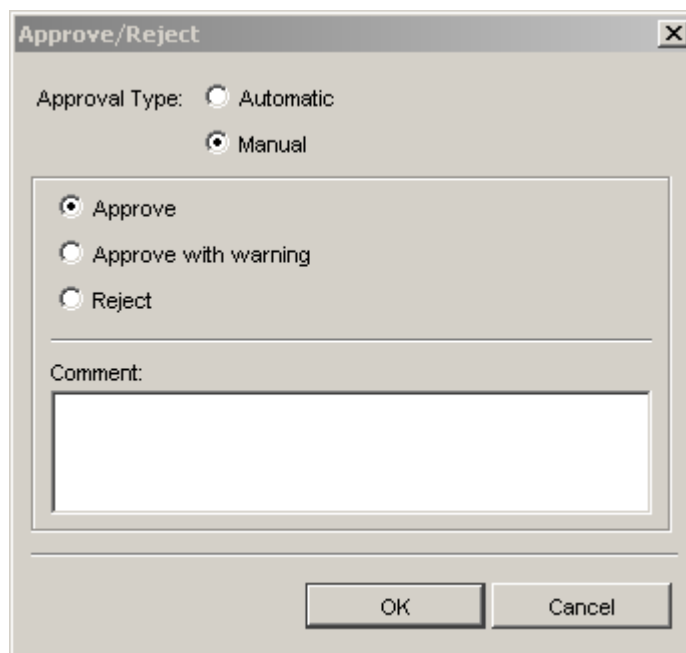 Approve/Reject
Approval Type: Automatic
Manual
Approve
Approve with warning
Reject
Comment:
OK Cancel